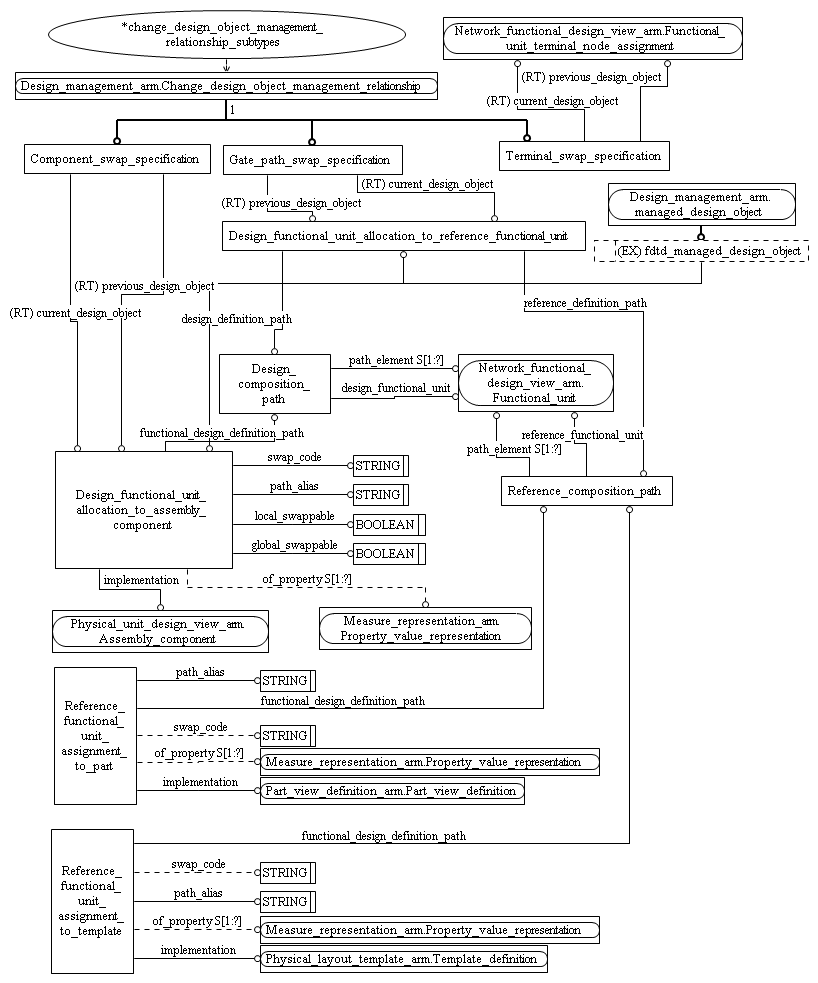 *change_design_object_management_
relationship_subtypes
Network_functional_design_view_arm.Functional_
unit_terminal_node_assignment
Design_management_arm.Change_design_object_management_relationship
(RT) previous_design_object
(RT) current_design_object
1
Component_swap_specification
Gate_path_swap_specification
Terminal_swap_specification
(RT) current_design_object
(RT) previous_design_object
Design_management_arm.
managed_design_object
Design_functional_unit_allocation_to_reference_functional_unit
(EX) fdtd_managed_design_object
(RT) previous_design_object
(RT) current_design_object
design_definition_path
reference_definition_path
Design_
composition_
path
path_element S[1:?]
design_functional_unit
Network_functional_
design_view_arm.
Functional_unit
functional_design_definition_path
reference_functional_unit
path_element S[1:?]
Design_functional_unit_
allocation_to_assembly_
component
swap_code
STRING
path_alias
STRING
local_swappable
BOOLEAN
global_swappable
BOOLEAN
Reference_composition_path
implementation
of_property S[1:?]
Physical_unit_design_view_arm.
Assembly_component
Measure_representation_arm.
Property_value_representation
Reference_
functional_
unit_
assignment_
to_part
path_alias
STRING
functional_design_definition_path
swap_code
STRING
of_property S[1:?]
Measure_representation_arm.Property_value_representation
implementation
Part_view_definition_arm.Part_view_definition
Reference_
functional_
unit_
assignment_
to_template
functional_design_definition_path
swap_code
STRING
path_alias
STRING
of_property S[1:?]
Measure_representation_arm.Property_value_representation
implementation
Physical_layout_template_arm.Template_definition